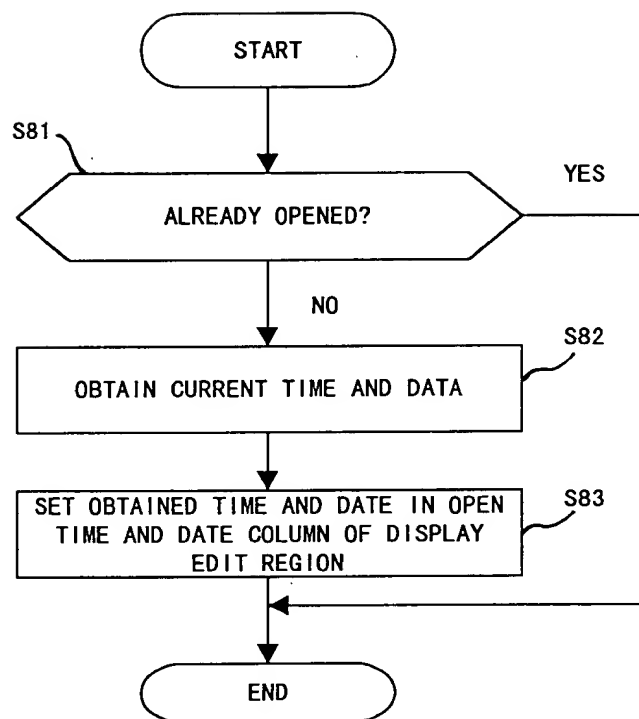 START
S81
YES
ALREADY OPENED?
NO
S82
OBTAIN CURRENT TIME AND DATA
S83
SET OBTAINED TIME AND DATE IN OPEN
TIME AND DATE COLUMN OF DISPLAY
EDIT REGION
END